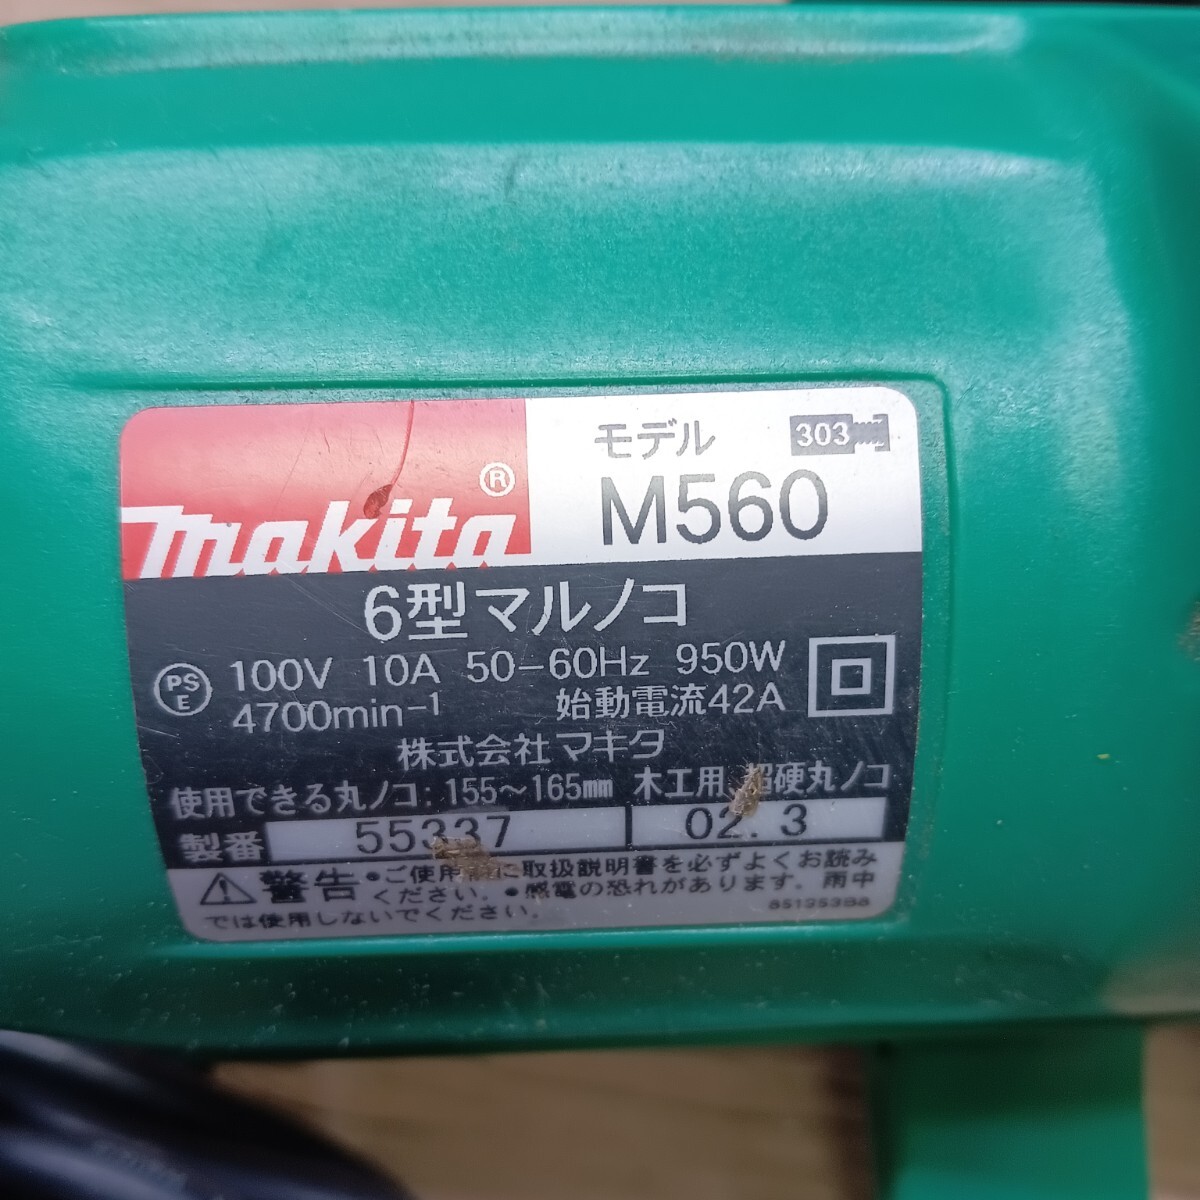 makita®
モデル 303
M560
6型マルノコ
PSE 100V 10A 50-60Hz 950W
4700min⁻¹ 始動電流42A
株式会社マキタ
使用できる丸ノコ:155~165mm 木工用 超硬丸ノコ
製番 55337 02.3
警告 •ご使用前に取扱説明書を必ずよくお読み
ください。•感電の恐れがあります。雨中
では使用しないでください。